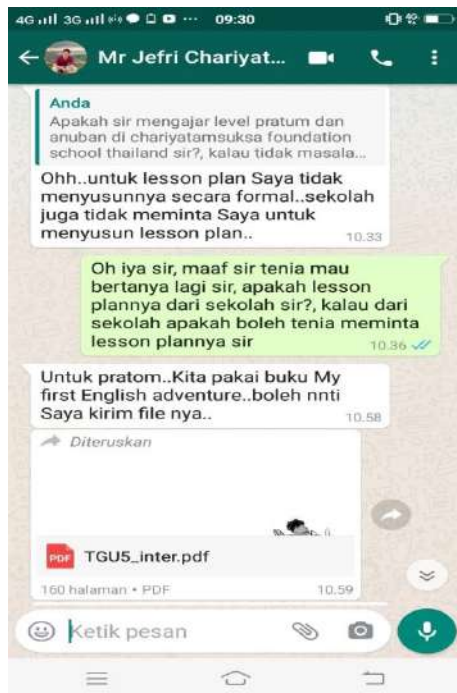 4G 3G 09:30
Mr Jefri Chariyat...
Anda
Apakah sir mengajar level pratum dan
anuban di chariyatamsuksa foundation
school thailand sir?, kalau tidak masala...
Ohh..untuk lesson plan Saya tidak
menyusunnya secara formal..sekolah
juga tidak meminta Saya untuk
menyusun lesson plan..
10.33
Oh iya sir, maaf sir tenia mau
bertanya lagi sir, apakah lesson
plannya dari sekolah sir?, kalau dari
sekolah apakah boleh tenia meminta
lesson plannya sir
10.36
Untuk pratom..Kita pakai buku My
first English adventure..boleh nnti
Saya kirim file nya..
10.58
Diteruskan
PDF TGU5_inter.pdf
160 halaman • PDF 10.59
Ketik pesan